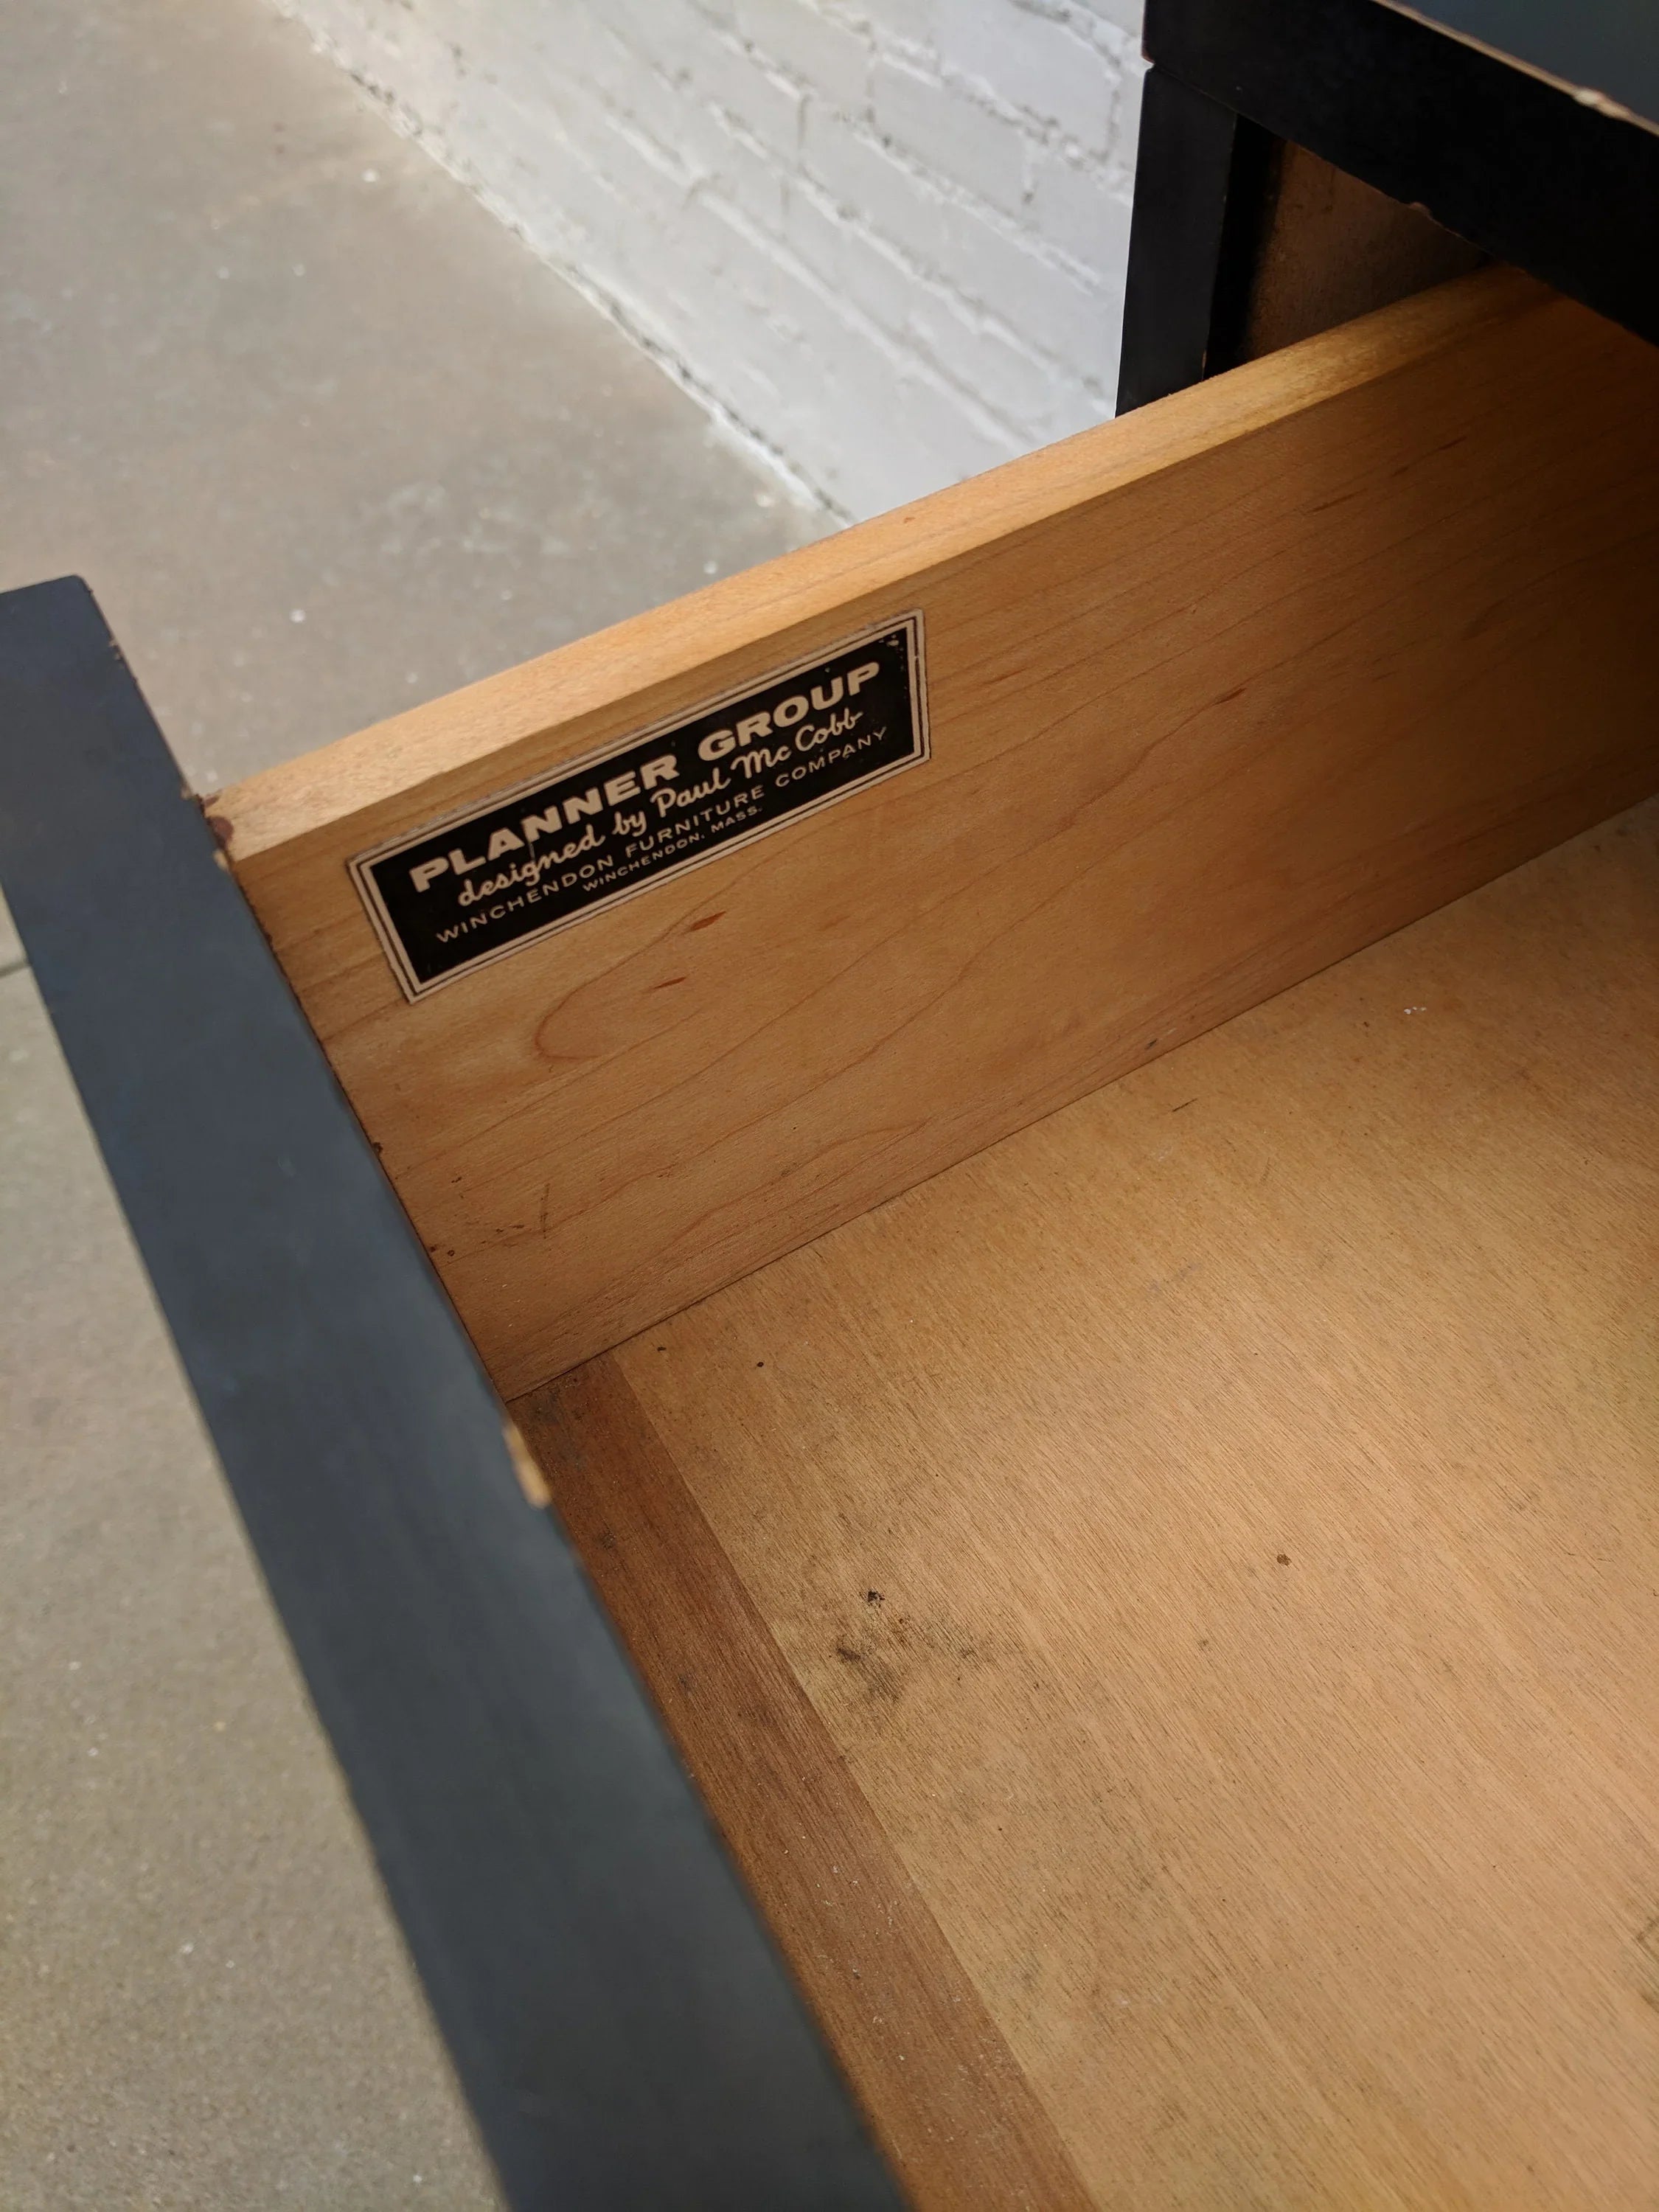 PLANNER GROUP
designed by Paul Mc Cobb
WINCHENDON FURNITURE COMPANY
WINCHENDON, MASS.